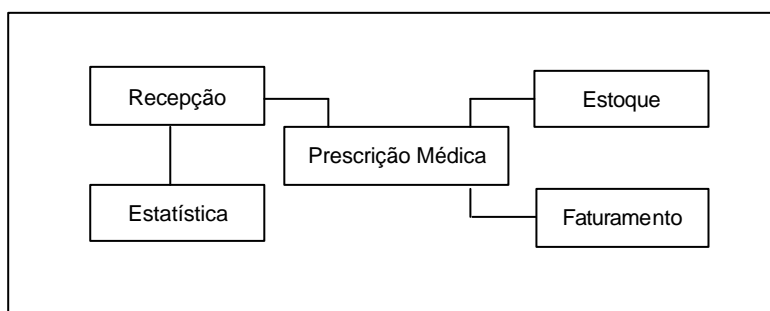 Recepção
Estoque
Prescrição Médica
Estatística
Faturamento